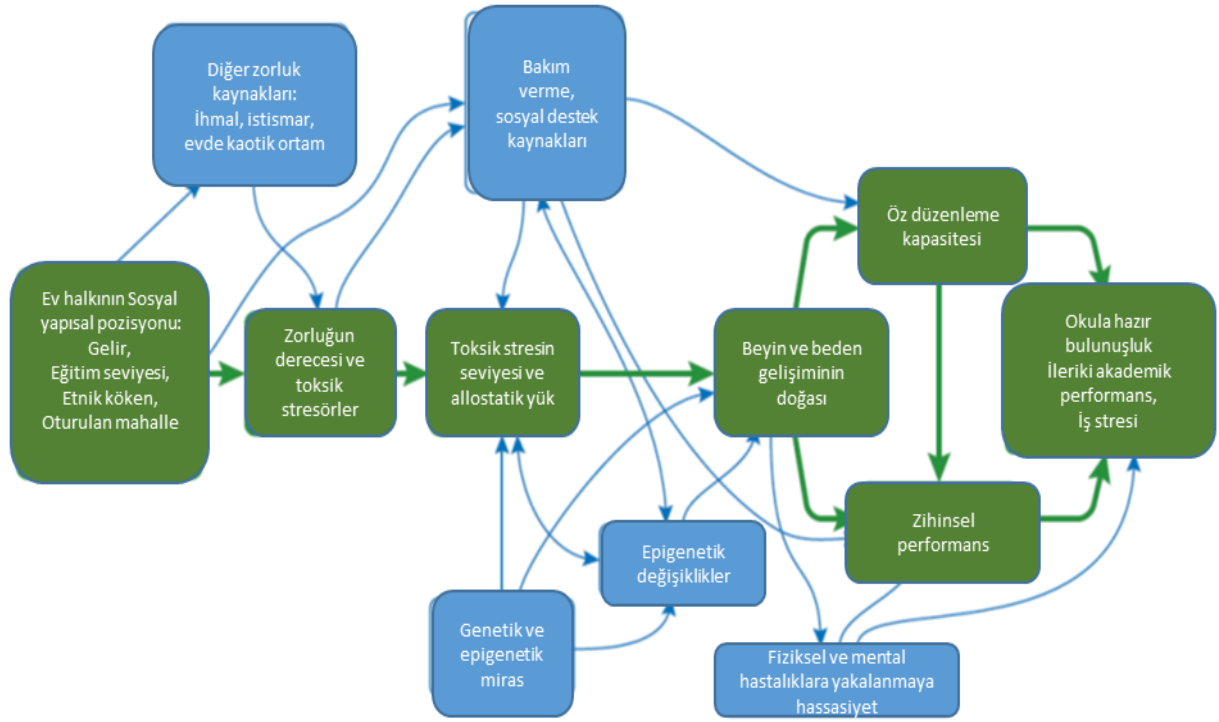 Diğer zorluk
kaynakları:
İhmal, istismar,
evde kaotik ortam
Bakım
verme,
sosyal destek
kaynakları
Öz düzenleme
kapasitesi
Ev halkının Sosyal
yapısal pozisyonu:
Gelir,
Eğitim seviyesi,
Etnik köken,
Oturulan mahalle
Zorluğun
derecesi ve
toksik
stresörler
Toksik stresin
seviyesi ve
allostatik yük
Beyin ve beden
gelişiminin
doğası
Okula hazır
bulunuşluk
İleriki akademik
performans,
İş stresi
Zihinsel
performans
Epigenetik
değişiklikler
Genetik ve
epigenetik
miras
Fiziksel ve mental
hastalıklara yakalanmaya
hassasiyet